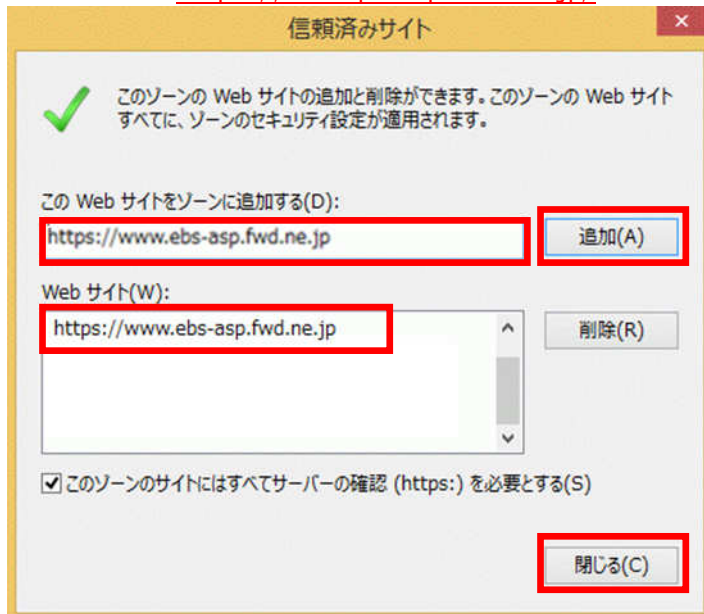 信頼済みサイト
このゾーンの Web サイトの追加と削除ができます。このゾーンの Web サイト
すべてに、ゾーンのセキュリティ設定が適用されます。
この Web サイトをゾーンに追加する(D):
https://www.ebs-asp.fwd.ne.jp
追加(A)
Web サイト(W):
https://www.ebs-asp.fwd.ne.jp
削除(R)
このゾーンのサイトにはすべてサーバーの確認 (https:) を必要とする(S)
閉じる(C)